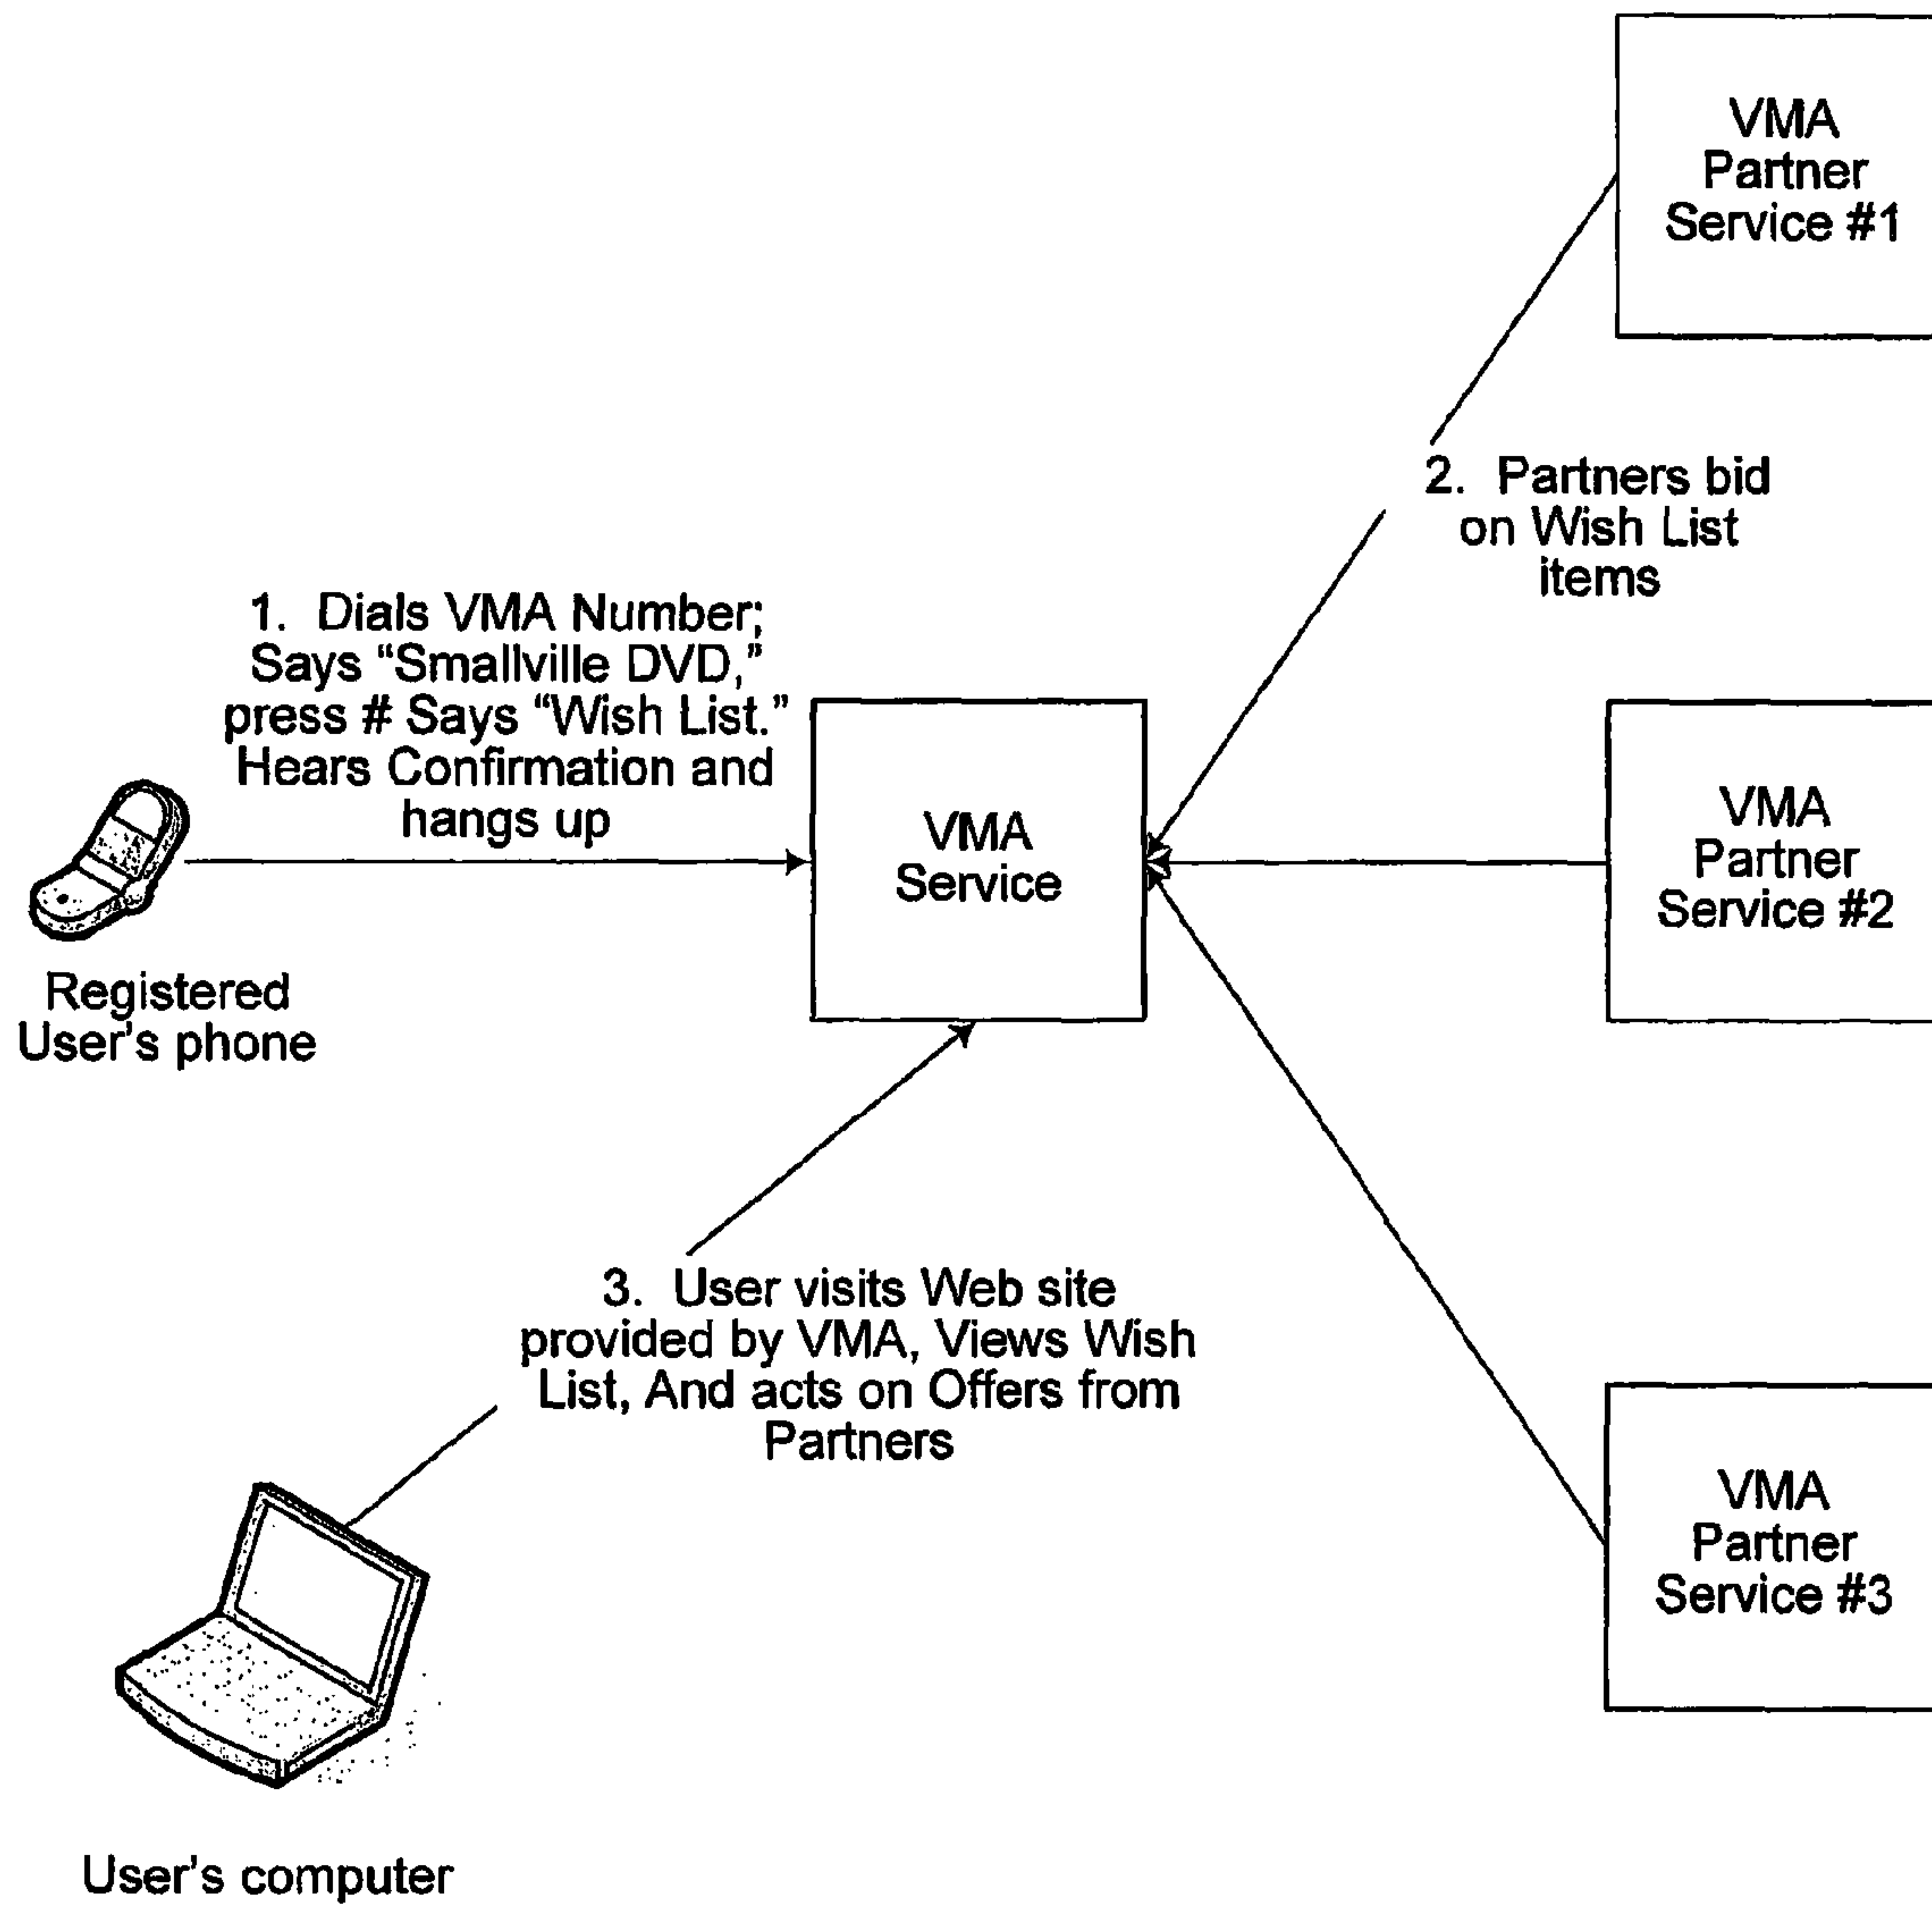 VMA
Partner
Service #1
2. Partners bid
on Wish List
items
1. Dials VMA Number;
Says “Smallville DVD,”
press # Says “Wish List.”
Hears Confirmation and
hangs up
VMA
Service
VMA
Partner
Service #2
Registered
User's phone
3. User visits Web site
provided by VMA, Views Wish
List, And acts on Offers from
Partners
VMA
Partner
Service #3
User's computer